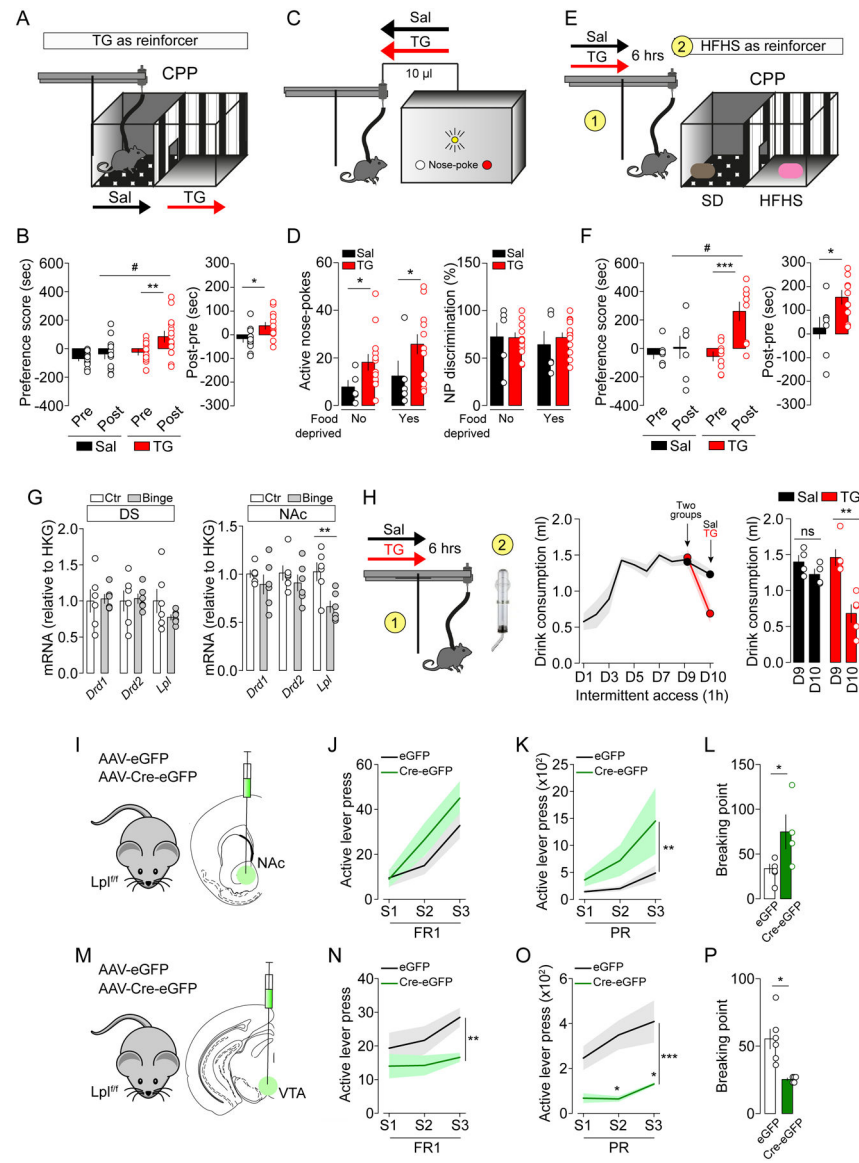 A
TG as reinforcer
CPP
Sal
TG
B
Preference score (sec)
600
400
200
0
-200
-400
#
**
Pre
Post
Pre
Post
Sal
TG
Post-pre (sec)
300
200
100
0
-100
-200
-300
*
C
Sal
TG
10 µl
Nose-poke
D
Active nose-pokes
60
40
20
0
Sal
TG
*
*
Food deprived
No
Yes
NP discrimination (%)
150
100
50
0
Sal
TG
Food deprived
No
Yes
E
Sal
TG
6 hrs
1
2
HFHS as reinforcer
CPP
SD
HFHS
F
Preference score (sec)
600
400
200
0
-200
-400
#
***
Pre
Post
Pre
Post
Sal
TG
Post-pre (sec)
300
200
100
0
-100
-200
-300
*
G
Ctr
Binge
DS
mRNA (relative to HKG)
2.0
1.5
1.0
0.5
0
Drd1
Drd2
Lpl
Ctr
Binge
NAc
mRNA (relative to HKG)
1.5
1.0
0.5
0
**
Drd1
Drd2
Lpl
H
Sal
TG
6 hrs
1
2
Drink consumption (ml)
2.0
1.5
1.0
0.5
0
Two groups
Sal
TG
D1
D3
D5
D7
D9
D10
Intermittent access (1h)
Sal
TG
ns
**
Drink consumption (ml)
2.0
1.5
1.0
0.5
0
D9
D10
D9
D10
I
AAV-eGFP
AAV-Cre-eGFP
Lpl f/f
NAc
J
Active lever press
60
40
20
0
eGFP
Cre-eGFP
S1
S2
S3
FR1
K
Active lever press (x10²)
25
20
15
10
5
0
eGFP
Cre-eGFP
**
S1
S2
S3
PR
L
Breaking point
150
100
50
0
*
eGFP
Cre-eGFP
M
AAV-eGFP
AAV-Cre-eGFP
Lpl f/f
VTA
N
Active lever press
40
30
20
10
0
eGFP
Cre-eGFP
**
S1
S2
S3
FR1
O
Active lever press (x10²)
6
4
2
0
eGFP
Cre-eGFP
***
*
*
S1
S2
S3
PR
P
Breaking point
100
50
0
*
eGFP
Cre-eGFP